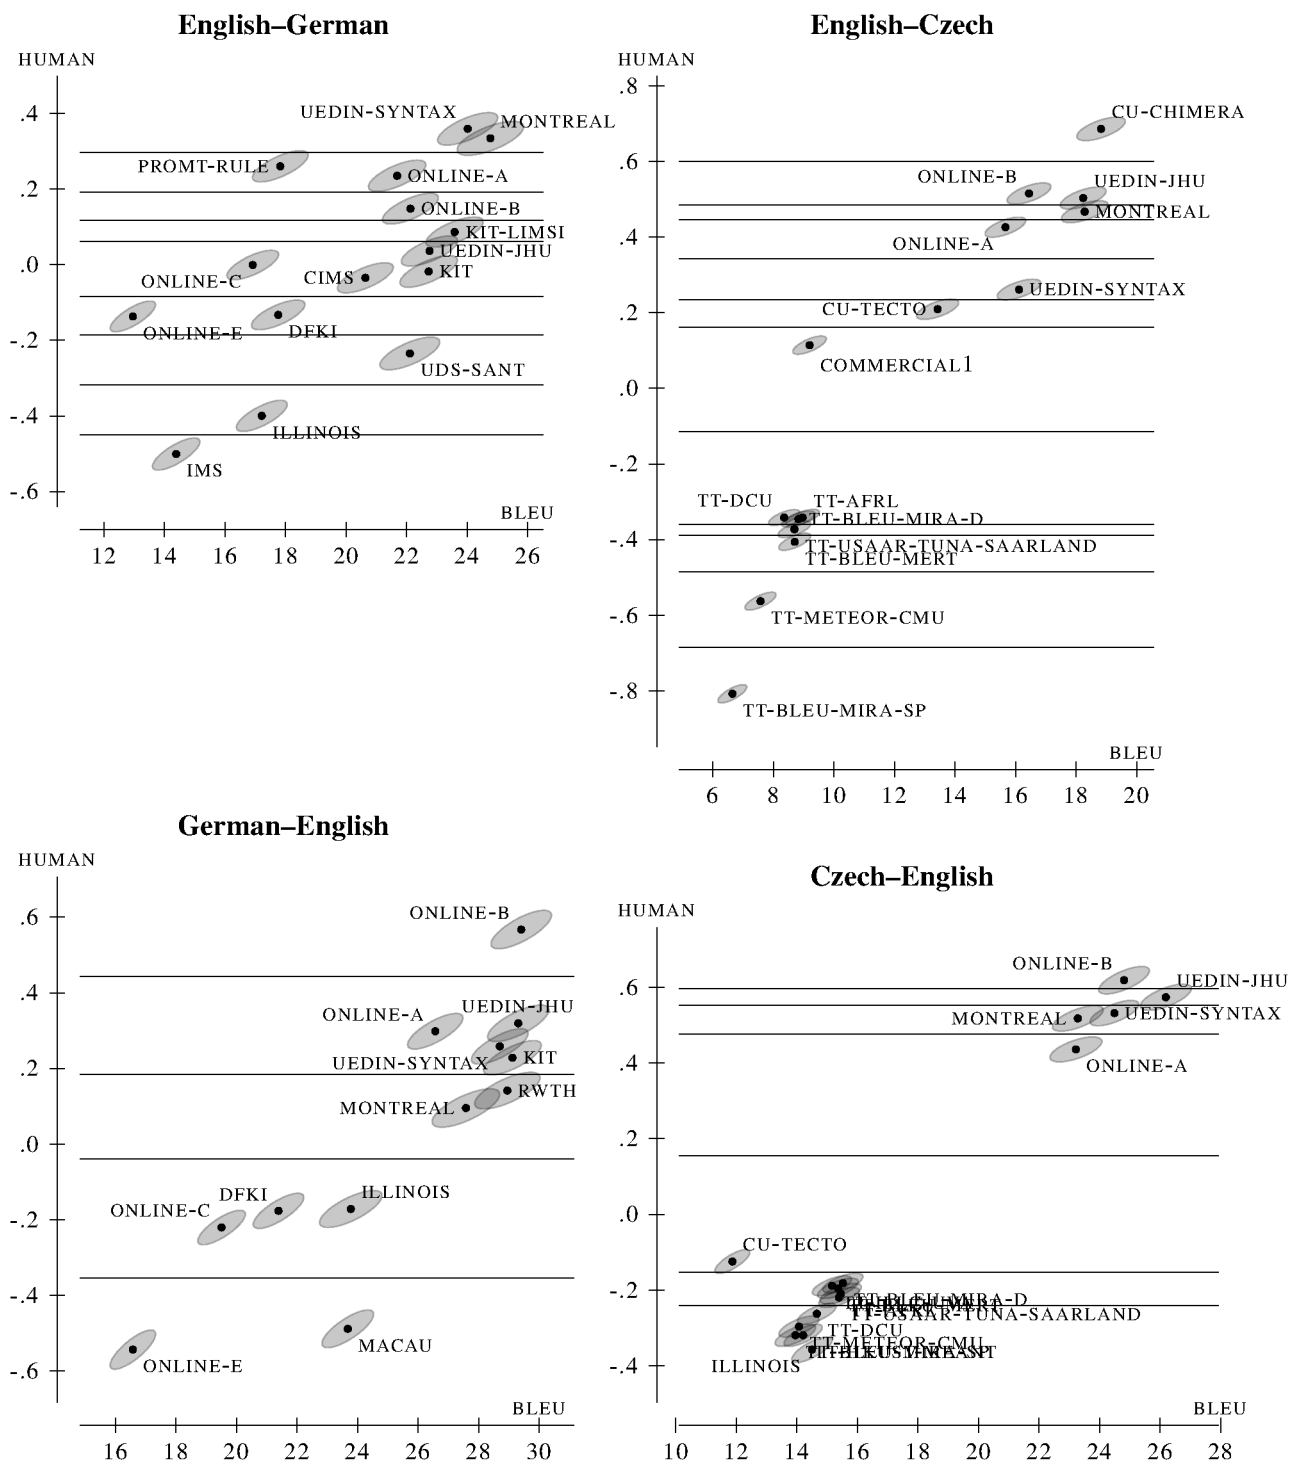 English–German
HUMAN
.4
.2
.0
-.2
-.4
-.6
UEDIN-SYNTAX
MONTREAL
PROMT-RULE
ONLINE-A
ONLINE-B
KIT-LIMSI
UEDIN-JHU
ONLINE-C
CIMS
KIT
ONLINE-E
DFKI
UDS-SANT
ILLINOIS
IMS
BLEU
12 14 16 18 20 22 24 26
English–Czech
HUMAN
.8
.6
.4
.2
.0
-.2
-.4
-.6
-.8
CU-CHIMERA
ONLINE-B
UEDIN-JHU
MONTREAL
ONLINE-A
UEDIN-SYNTAX
CU-TECTO
COMMERCIAL1
TT-DCU
TT-AFRL
TT-BLEU-MIRA-D
TT-USAAR-TUNA-SAARLAND
TT-BLEU-MERT
TT-METEOR-CMU
TT-BLEU-MIRA-SP
BLEU
6 8 10 12 14 16 18 20
German–English
HUMAN
.6
.4
.2
.0
-.2
-.4
-.6
ONLINE-B
UEDIN-JHU
ONLINE-A
UEDIN-SYNTAX
KIT
RWTH
MONTREAL
DFKI
ILLINOIS
ONLINE-C
MACAU
ONLINE-E
BLEU
16 18 20 22 24 26 28 30
Czech–English
HUMAN
.6
.4
.2
.0
-.2
-.4
ONLINE-B
UEDIN-JHU
MONTREAL
UEDIN-SYNTAX
ONLINE-A
CU-TECTO
TT-BLEU-MIRA-D
TT-USAAR-TUNA-SAARLAND
TT-DCU
TT-METEOR-CMU
ILLINOIS
BLEU
10 12 14 16 18 20 22 24 26 28